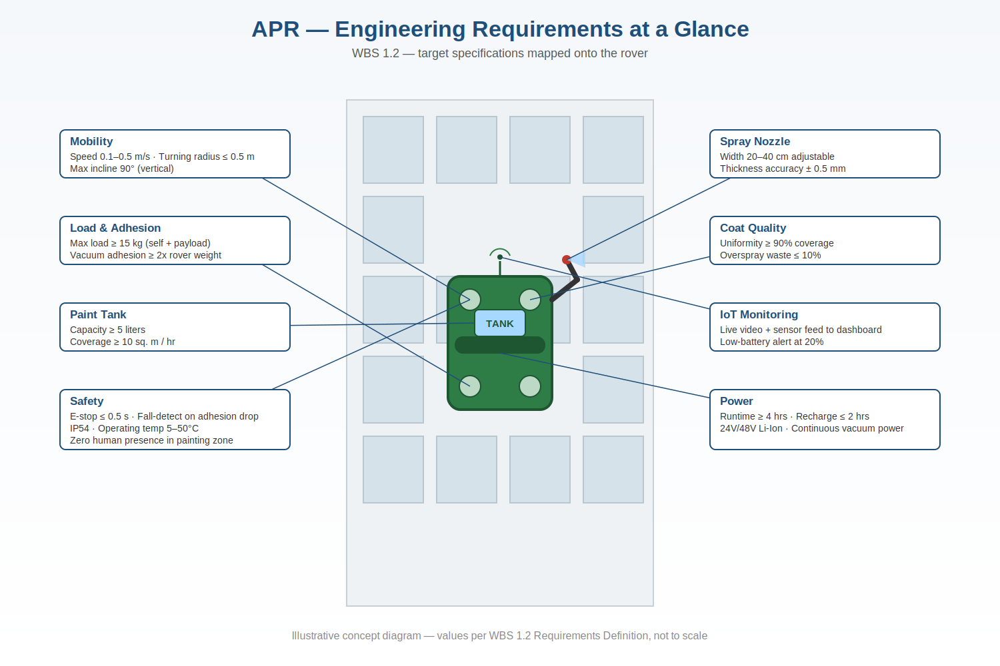 APR — Engineering Requirements at a Glance
WBS 1.2 — target specifications mapped onto the rover
Mobility
Speed 0.1–0.5 m/s · Turning radius ≤ 0.5 m
Max incline 90° (vertical)
Load & Adhesion
Max load ≥ 15 kg (self + payload)
Vacuum adhesion ≥ 2x rover weight
Paint Tank
Capacity ≥ 5 liters
Coverage ≥ 10 sq. m / hr
Safety
E-stop ≤ 0.5 s · Fall-detect on adhesion drop
IP54 · Operating temp 5–50°C
Zero human presence in painting zone
TANK
Spray Nozzle
Width 20–40 cm adjustable
Thickness accuracy ± 0.5 mm
Coat Quality
Uniformity ≥ 90% coverage
Overspray waste ≤ 10%
IoT Monitoring
Live video + sensor feed to dashboard
Low-battery alert at 20%
Power
Runtime ≥ 4 hrs · Recharge ≤ 2 hrs
24V/48V Li-Ion · Continuous vacuum power
Illustrative concept diagram — values per WBS 1.2 Requirements Definition, not to scale